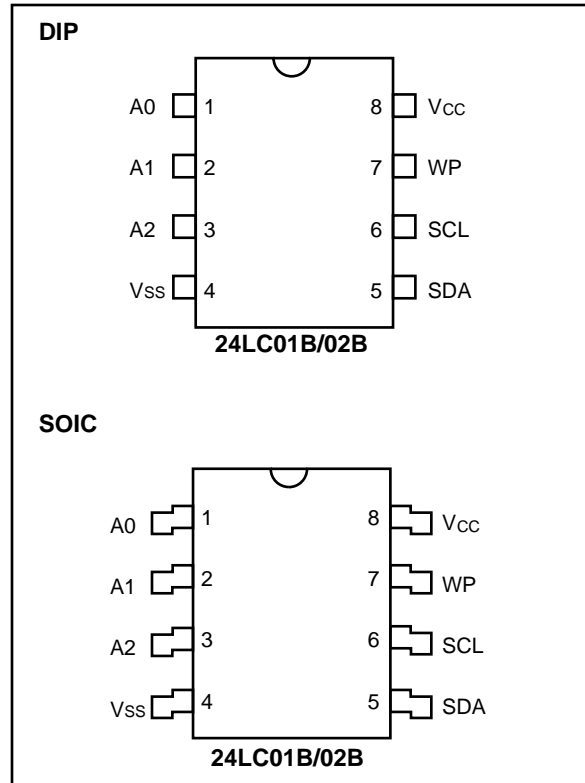 DIP
A0 1 8 VCC
A1 2 7 WP
A2 3 6 SCL
VSS 4 5 SDA
24LC01B/02B
SOIC
A0 1 8 VCC
A1 2 7 WP
A2 3 6 SCL
VSS 4 5 SDA
24LC01B/02B